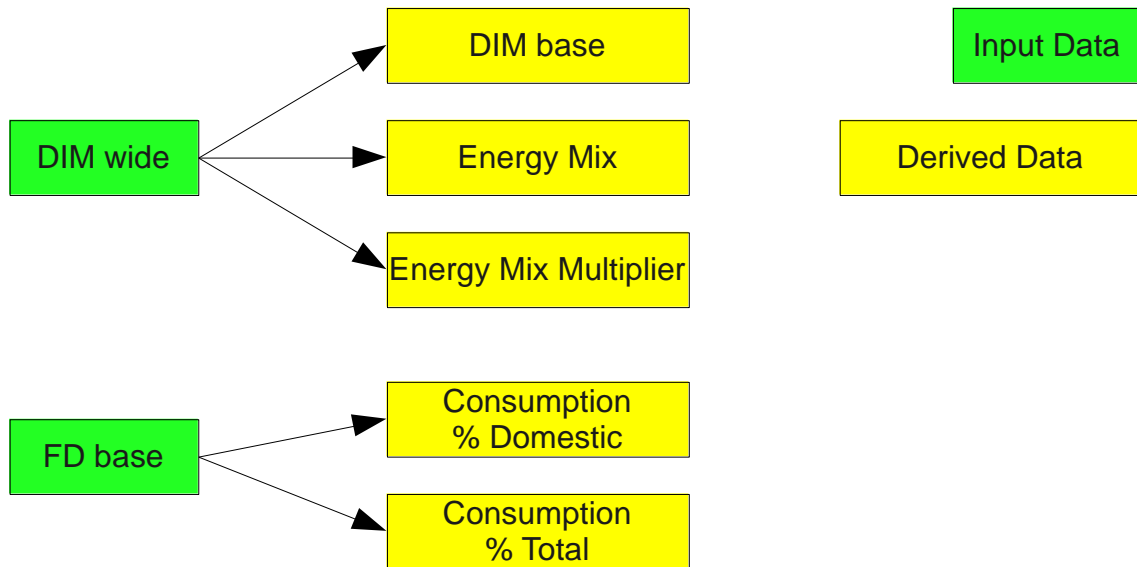 DIM base
Input Data
DIM wide
Energy Mix
Derived Data
Energy Mix Multiplier
Consumption
% Domestic
FD base
Consumption
% Total